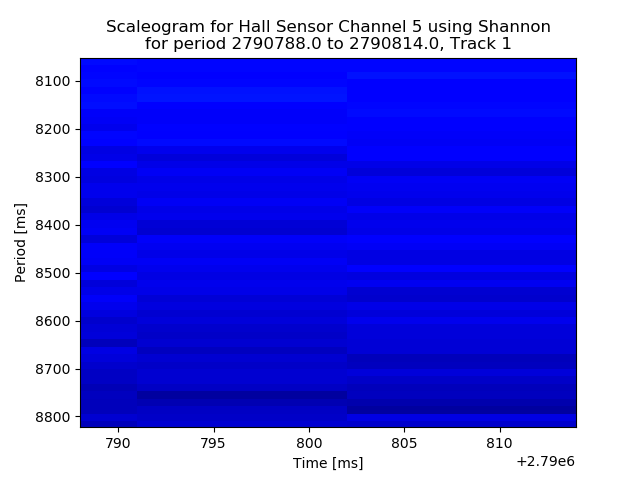 Scaleogram for Hall Sensor Channel 5 using Shannon
for period 2790788.0 to 2790814.0, Track 1
8100
8200
8300
8400
8500
8600
8700
8800
Period [ms]
790 795 800 805 810
Time [ms]
+2.79e6